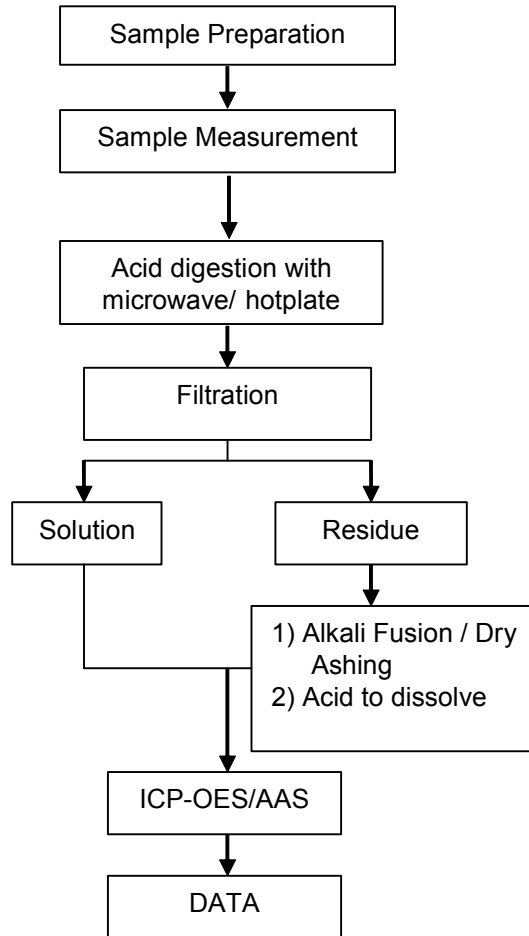 Sample Preparation
Sample Measurement
Acid digestion with
microwave/ hotplate
Filtration
Solution
Residue
1) Alkali Fusion / Dry
Ashing
2) Acid to dissolve
ICP-OES/AAS
DATA